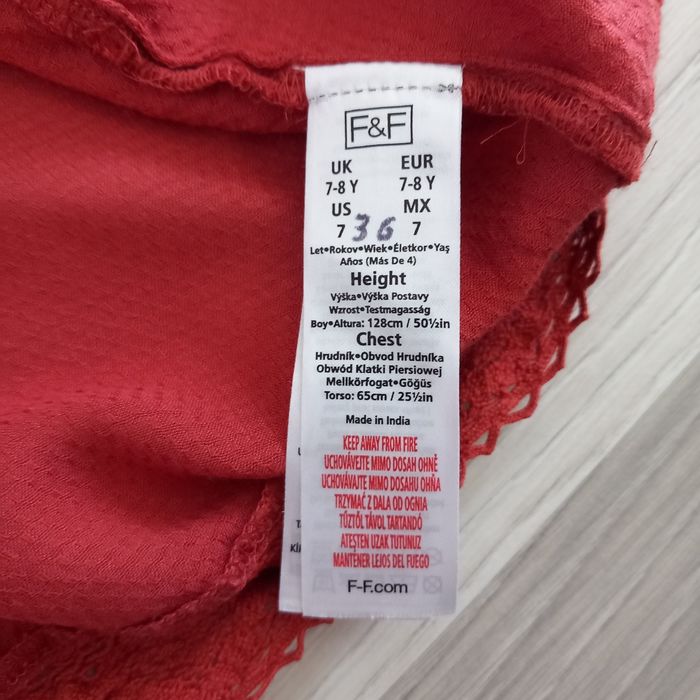 F&F
UK EUR
7-8 Y 7-8 Y
US MX
7 36 7
Let•Rokov•Wiek•Életkor•Yaş
Años (Más De 4)
Height
Výška•Výška Postavy
Wzrost•Testmagasság
Boy•Altura: 128cm / 50½in
Chest
Hrudník•Obvod Hrudníka
Obwód Klatki Piersiowej
Mellkörfogat•Göğüs
Torso: 65cm / 25½in
Made in India
KEEP AWAY FROM FIRE
UCHOVÁVEJTE MIMO DOSAH OHNĚ
UCHOVÁVAJTE MIMO DOSAHU OHŇA
TRZYMAĆ Z DALA OD OGNIA
TŰZTŐL TÁVOL TARTANDÓ
ATEŞTEN UZAK TUTUNUZ
MANTENER LEJOS DEL FUEGO
F-F.com